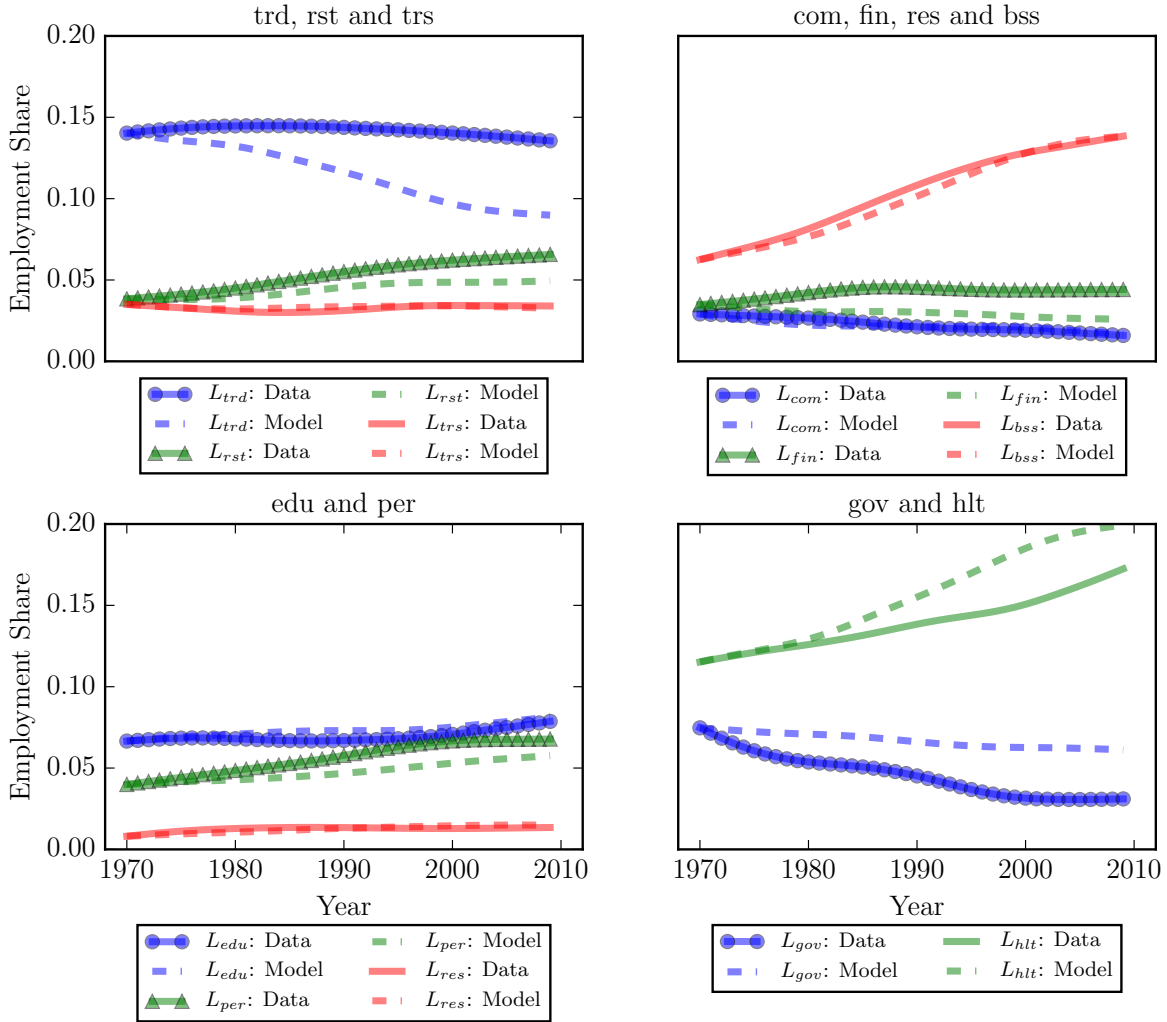 trd, rst and trs
com, fin, res and bss
Employment Share
0.20
0.15
0.10
0.05
0.00
L_trd: Data
L_trd: Model
L_rst: Data
L_rst: Model
L_trs: Data
L_trs: Model
L_com: Data
L_com: Model
L_fin: Data
L_fin: Model
L_bss: Data
L_bss: Model
edu and per
gov and hlt
Employment Share
0.20
0.15
0.10
0.05
0.00
1970 1980 1990 2000 2010
Year
1970 1980 1990 2000 2010
Year
L_edu: Data
L_edu: Model
L_per: Data
L_per: Model
L_res: Data
L_res: Model
L_gov: Data
L_gov: Model
L_hlt: Data
L_hlt: Model